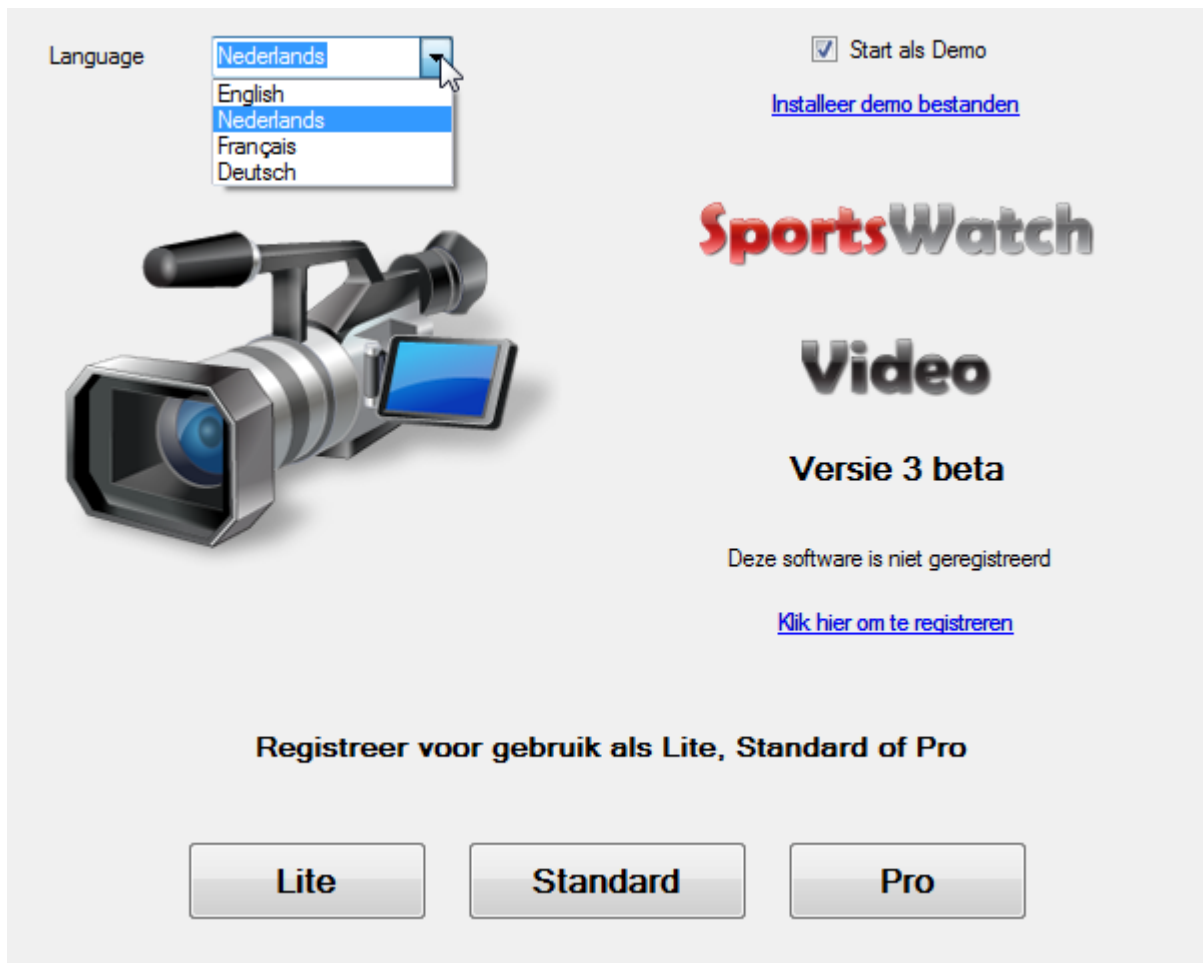 Language
Nederlands
English
Nederlands
Français
Deutsch
Start als Demo
Installeer demo bestanden
SportsWatch
Video
Versie 3 beta
Deze software is niet geregistreerd
Klik hier om te registreren
Registreer voor gebruik als Lite, Standard of Pro
Lite
Standard
Pro